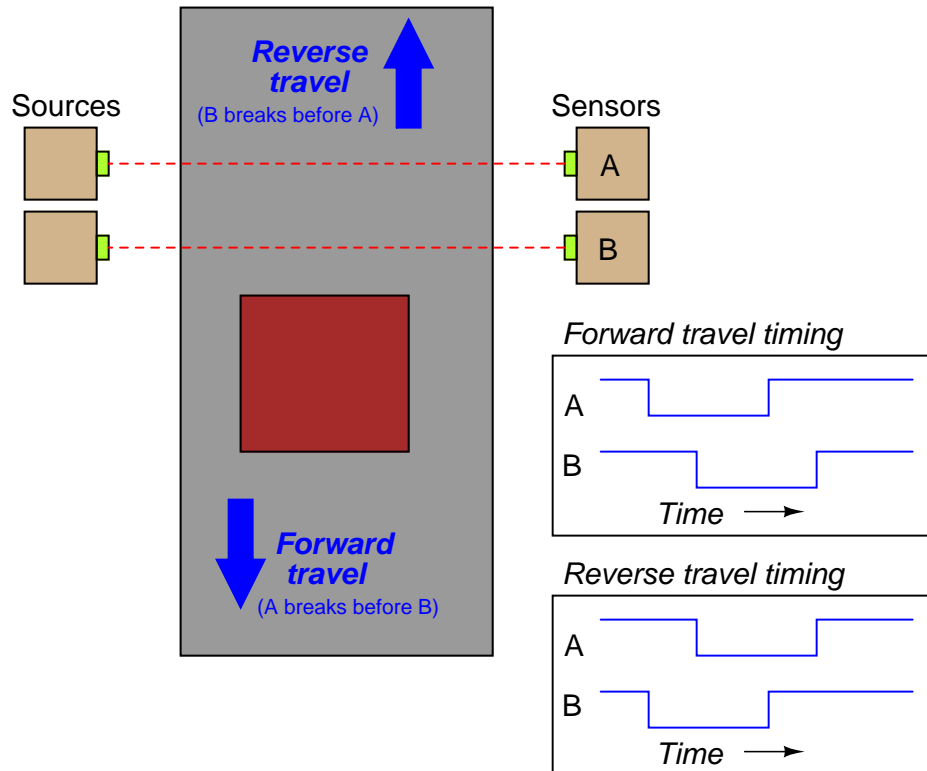 Reverse
travel
(B breaks before A)
Sources
Sensors
A
B
Forward travel timing
A
B
Time
Forward
travel
(A breaks before B)
Reverse travel timing
A
B
Time